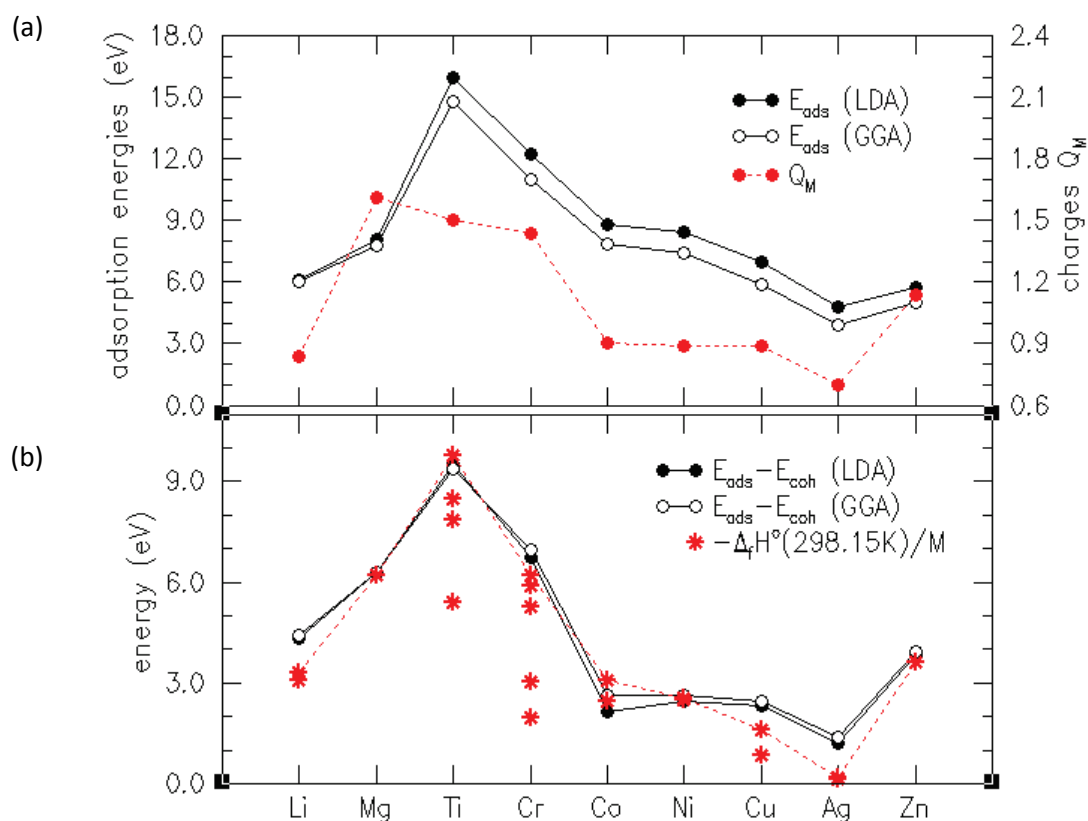 (a)
adsorption energies (eV)
18.0
15.0
12.0
9.0
6.0
3.0
0.0
E_ads (LDA)
E_ads (GGA)
Q_M
2.4
2.1
1.8
1.5
1.2
0.9
0.6
charges Q_M
(b)
energy (eV)
9.0
6.0
3.0
0.0
E_ads−E_coh (LDA)
E_ads−E_coh (GGA)
−Δ_fH°(298.15K)/M
Li Mg Ti Cr Co Ni Cu Ag Zn